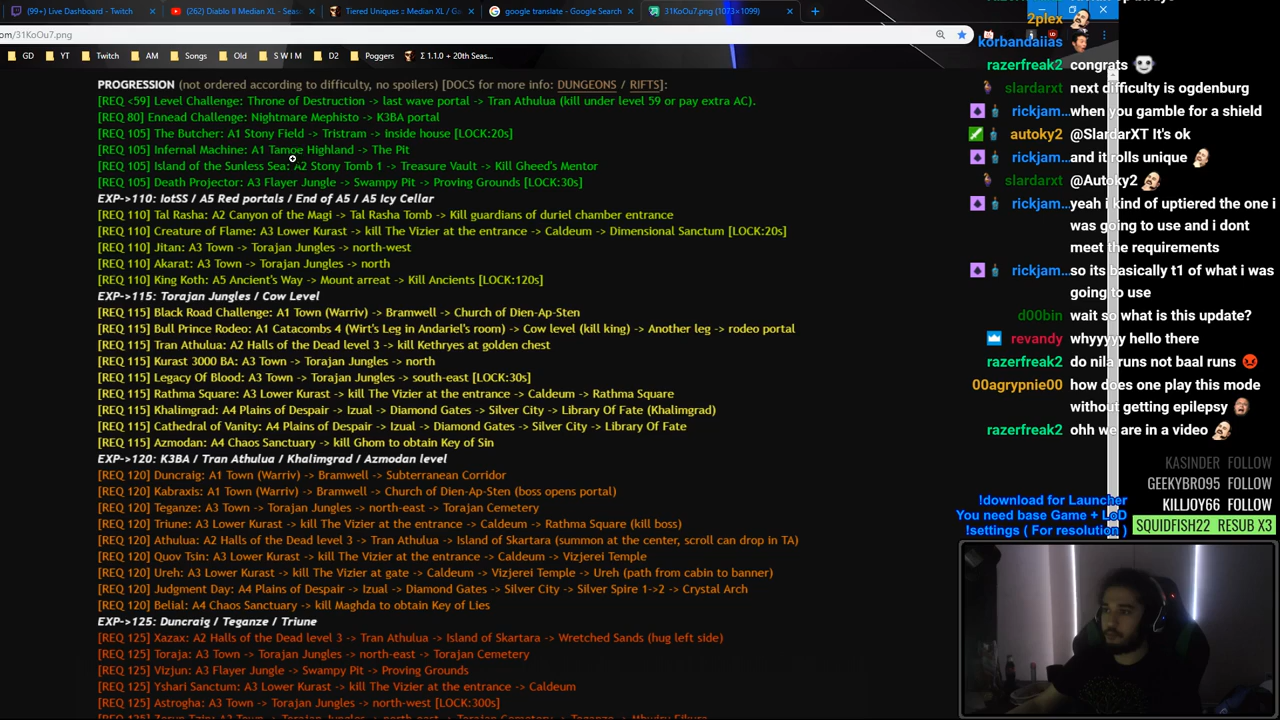 (99+) Live Dashboard - Twitch
(262) Diablo II Median XL - Seas
Tiered Uniques :: Median XL / Ga
google translate - Google Search
31KoOu7.png (1073×1099)
om/31KoOu7.png
GD
YT
Twitch
AM
Songs
Old
S W I M
D2
Poggers
Σ 1.1.0 + 20th Seas...
PROGRESSION (not ordered according to difficulty, no spoilers) [DOCS for more info: DUNGEONS / RIFTS]:
[REQ <59] Level Challenge: Throne of Destruction -> last wave portal -> Tran Athulua (kill under level 59 or pay extra AC).
[REQ 80] Ennead Challenge: Nightmare Mephisto -> K3BA portal
[REQ 105] The Butcher: A1 Stony Field -> Tristram -> inside house [LOCK:20s]
[REQ 105] Infernal Machine: A1 Tamoe Highland -> The Pit
[REQ 105] Island of the Sunless Sea: A2 Stony Tomb 1 -> Treasure Vault -> Kill Gheed's Mentor
[REQ 105] Death Projector: A3 Flayer Jungle -> Swampy Pit -> Proving Grounds [LOCK:30s]
EXP->110: IotSS / A5 Red portals / End of A5 / A5 Icy Cellar
[REQ 110] Tal Rasha: A2 Canyon of the Magi -> Tal Rasha Tomb -> Kill guardians of duriel chamber entrance
[REQ 110] Creature of Flame: A3 Lower Kurast -> kill The Vizier at the entrance -> Caldeum -> Dimensional Sanctum [LOCK:20s]
[REQ 110] Jitan: A3 Town -> Torajan Jungles -> north-west
[REQ 110] Akarat: A3 Town -> Torajan Jungles -> north
[REQ 110] King Koth: A5 Ancient's Way -> Mount arreat -> Kill Ancients [LOCK:120s]
EXP->115: Torajan Jungles / Cow Level
[REQ 115] Black Road Challenge: A1 Town (Warriv) -> Bramwell -> Church of Dien-Ap-Sten
[REQ 115] Bull Prince Rodeo: A1 Catacombs 4 (Wirt's Leg in Andariel's room) -> Cow level (kill king) -> Another leg -> rodeo portal
[REQ 115] Tran Athulua: A2 Halls of the Dead level 3 -> kill Kethryes at golden chest
[REQ 115] Kurast 3000 BA: A3 Town -> Torajan Jungles -> north
[REQ 115] Legacy Of Blood: A3 Town -> Torajan Jungles -> south-east [LOCK:30s]
[REQ 115] Rathma Square: A3 Lower Kurast -> kill The Vizier at the entrance -> Caldeum -> Rathma Square
[REQ 115] Khalimgrad: A4 Plains of Despair -> Izual -> Diamond Gates -> Silver City -> Library Of Fate (Khalimgrad)
[REQ 115] Cathedral of Vanity: A4 Plains of Despair -> Izual -> Diamond Gates -> Silver City -> Library Of Fate
[REQ 115] Azmodan: A4 Chaos Sanctuary -> kill Ghom to obtain Key of Sin
EXP->120: K3BA / Tran Athulua / Khalimgrad / Azmodan level
[REQ 120] Duncraig: A1 Town (Warriv) -> Bramwell -> Subterranean Corridor
[REQ 120] Kabraxis: A1 Town (Warriv) -> Bramwell -> Church of Dien-Ap-Sten (boss opens portal)
[REQ 120] Teganze: A3 Town -> Torajan Jungles -> north-east -> Torajan Cemetery
[REQ 120] Triune: A3 Lower Kurast -> kill The Vizier at the entrance -> Caldeum -> Rathma Square (kill boss)
[REQ 120] Athulua: A2 Halls of the Dead level 3 -> Tran Athulua -> Island of Skartara (summon at the center, scroll can drop in TA)
[REQ 120] Quov Tsin: A3 Lower Kurast -> kill The Vizier at the entrance -> Caldeum -> Vizjerei Temple
[REQ 120] Ureh: A3 Lower Kurast -> kill The Vizier at gate -> Caldeum -> Vizjerei Temple -> Ureh (path from cabin to banner)
[REQ 120] Judgment Day: A4 Plains of Despair -> Izual -> Diamond Gates -> Silver City -> Silver Spire 1->2 -> Crystal Arch
[REQ 120] Belial: A4 Chaos Sanctuary -> kill Maghda to obtain Key of Lies
EXP->125: Duncraig / Teganze / Triune
[REQ 125] Xazax: A2 Halls of the Dead level 3 -> Tran Athulua -> Island of Skartara -> Wretched Sands (hug left side)
[REQ 125] Toraja: A3 Town -> Torajan Jungles -> north-east -> Torajan Cemetery
[REQ 125] Vizjun: A3 Flayer Jungle -> Swampy Pit -> Proving Grounds
[REQ 125] Yshari Sanctum: A3 Lower Kurast -> kill The Vizier at the entrance -> Caldeum
[REQ 125] Astrogha: A3 Town -> Torajan Jungles -> north-west [LOCK:300s]
2plex
korbandaiias
razerfreak2 congrats
slardarxt next difficulty is ogdenburg
rickjam... when you gamble for a shield
autoky2 @SlardarXT It's ok
rickjam... and it rolls unique
slardarxt @Autoky2
rickjam... yeah i kind of uptiered the one i
was going to use and i dont
meet the requirements
rickjam... so its basically t1 of what i was
going to use
d00bin wait so what is this update?
revandy whyyyyy hello there
razerfreak2 do nila runs not bal runs
00agrypnie00 how does one play this mode
without getting epilepsy
razerfreak2 ohh we are in a video
KASINDER FOLLOW
GEEKYBRO95 FOLLOW
KILLJOY66 FOLLOW
SQUIDFISH22 RESUB X3
!download for Launcher
You need base Game + LoD
!settings ( For resolution )